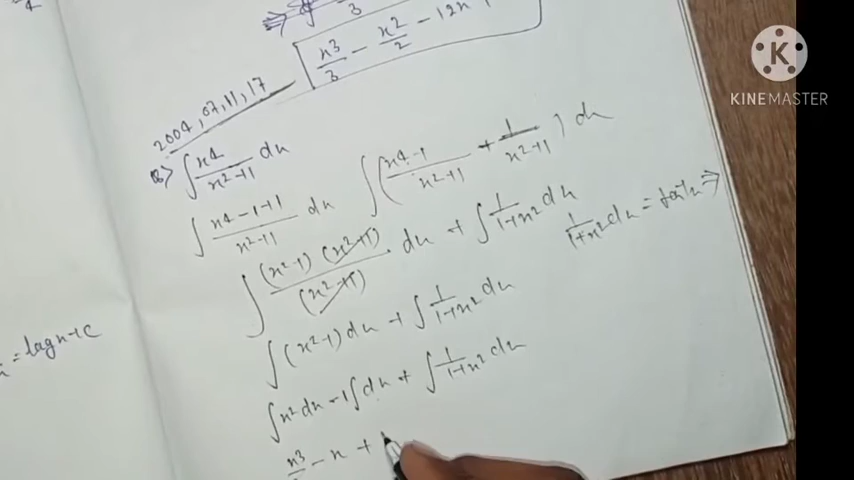 x³/3 - x²/2 - 12x +
2004, 07, 11, 17
Q> ∫ x4/x²+1 dx
∫ x4-1+1/x²+1 dx ∫( x4-1/x²+1 + 1/x²+1 ) dx
∫ (x²-1)(x²+1)/(x²+1) . dx + ∫ 1/1+x² dx
1/1+x² dx = tan⁻¹x ⇒
∫ (x²-1) dx + ∫ 1/1+x² dx
= logx+c
∫ x² dx - 1∫ dx + ∫ 1/1+x² dx
x³/3 - x +
KINEMASTER